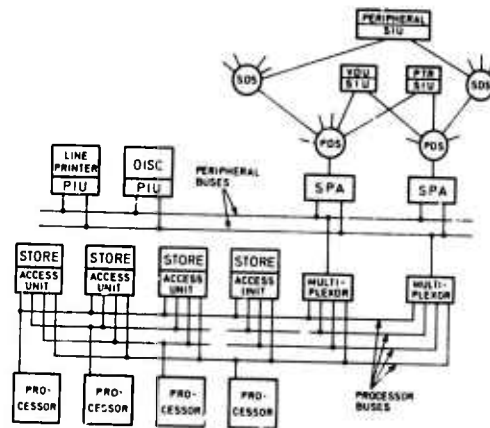 PERIPHERAL
SIU
SDS
VDU
SIU
PTR
SIU
SDS
PDS
PDS
LINE
PRINTER
PIU
DISC
PIU
PERIPHERAL
BUSES
SPA
SPA
STORE
ACCESS
UNIT
STORE
ACCESS
UNIT
STORE
ACCESS
UNIT
STORE
ACCESS
UNIT
MULTI-
PLEXOR
MULTI-
PLEXOR
PRO-
CESSOR
PRO-
CESSOR
PRO-
CESSOR
PRO-
CESSOR
PROCESSOR
BUSES